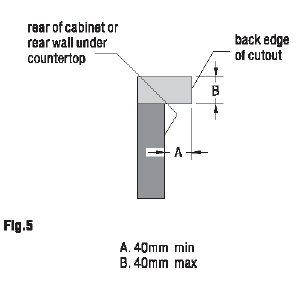 rear of cabinet or
rear wall under
countertop
back edge
of cutout
B
A
Fig.5
A. 40mm min
B. 40mm max